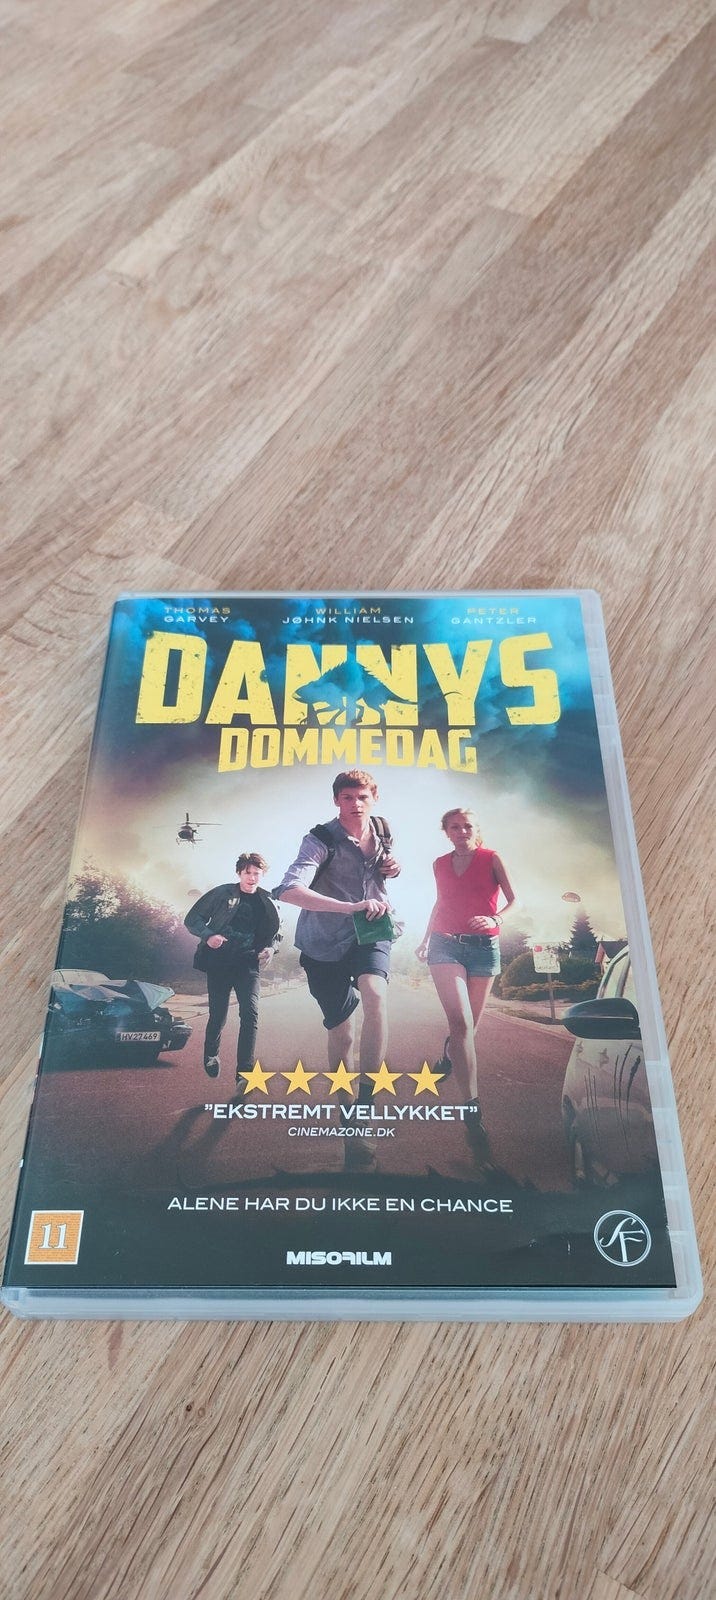 THOMAS GARVEY
WILLIAM JØHNK NIELSEN
PETER GANTZLER
DANNYS
DOMMEDAG
HV27469
"EKSTREMT VELLYKKET"
CINEMAZONE.DK
ALENE HAR DU IKKE EN CHANCE
11
MISOFILM
SF